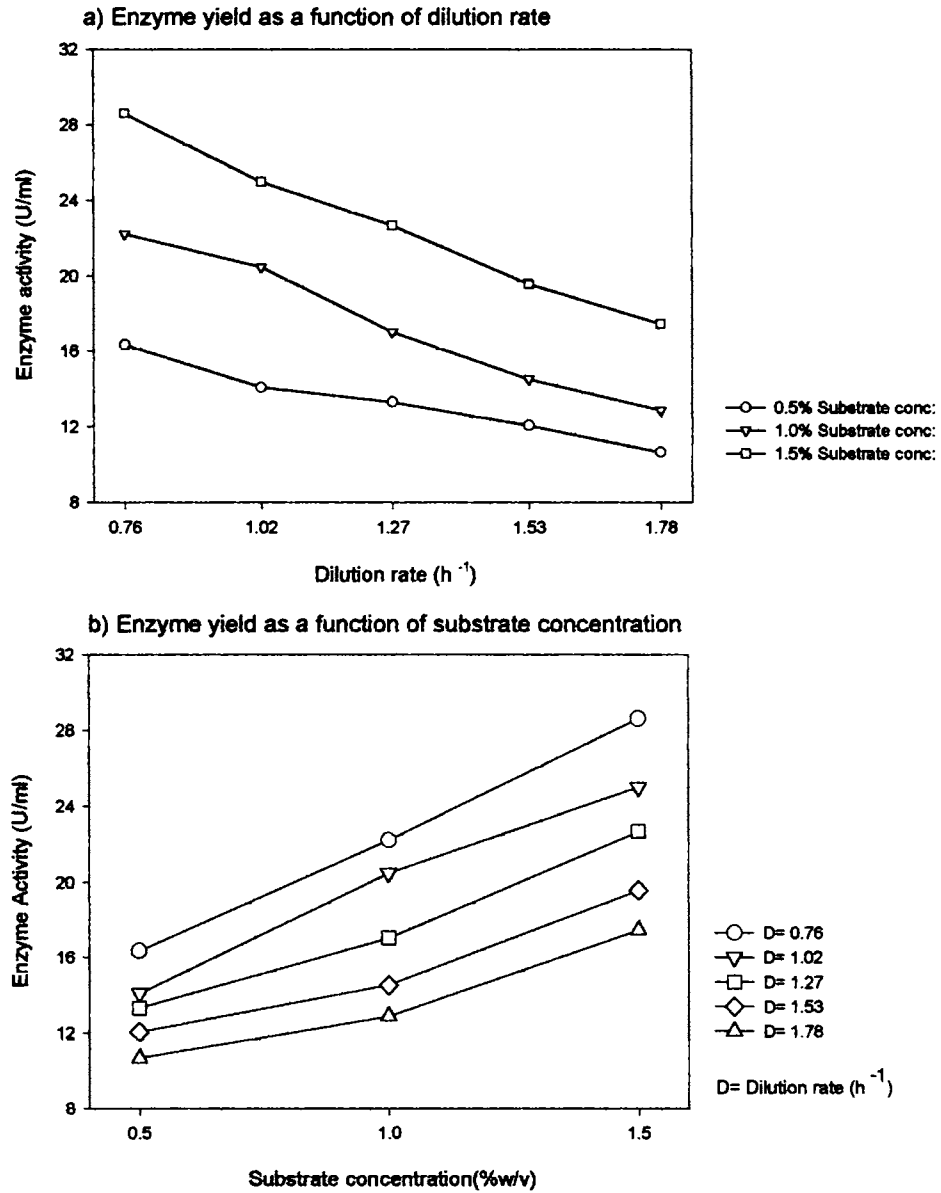 a) Enzyme yield as a function of dilution rate
32
28
24
20
16
12
8
Enzyme activity (U/ml)
0.76 1.02 1.27 1.53 1.78
Dilution rate (h -1)
0.5% Substrate conc:
1.0% Substrate conc:
1.5% Substrate conc:
b) Enzyme yield as a function of substrate concentration
32
28
24
20
16
12
8
Enzyme Activity (U/ml)
0.5 1.0 1.5
Substrate concentration(%w/v)
D= 0.76
D= 1.02
D= 1.27
D= 1.53
D= 1.78
D= Dilution rate (h -1)